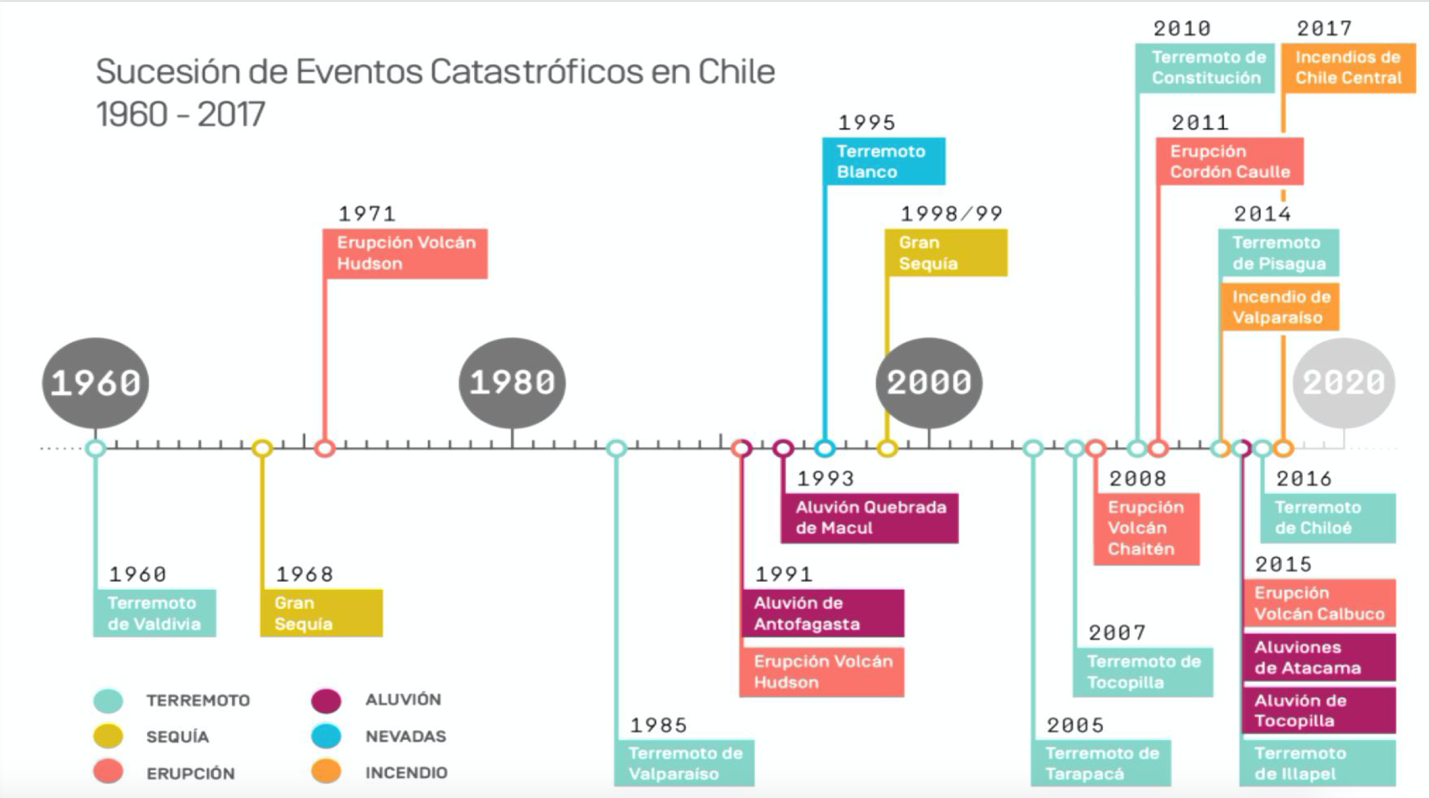 Sucesión de Eventos Catastróficos en Chile
1960 - 2017
2010
Terremoto de
Constitución
2017
Incendios de
Chile Central
1995
Terremoto
Blanco
2011
Erupción
Cordón Caulle
1971
Erupción Volcán
Hudson
1998/99
Gran
Sequía
2014
Terremoto
de Pisagua
Incendio de
Valparaíso
1960
1980
2000
2020
1960
Terremoto
de Valdivia
1968
Gran
Sequía
1985
Terremoto de
Valparaíso
1993
Aluvión Quebrada
de Macul
1991
Aluvión de
Antofagasta
Erupción Volcán
Hudson
2008
Erupción
Volcán
Chaitén
2007
Terremoto de
Tocopilla
2005
Terremoto de
Tarapacá
2016
Terremoto
de Chiloé
2015
Erupción
Volcán Calbuco
Aluviones
de Atacama
Aluvión de
Tocopilla
Terremoto
de Illapel
TERREMOTO
SEQUÍA
ERUPCIÓN
ALUVIÓN
NEVADAS
INCENDIO